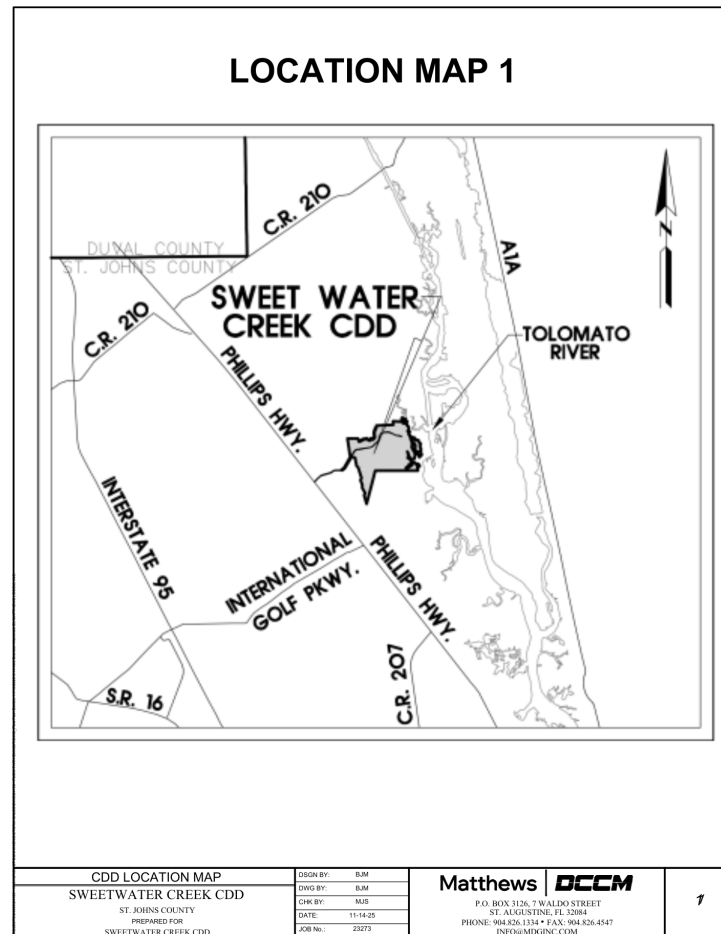 LOCATION MAP 1
C.R. 210
DUVAL COUNTY
ST. JOHNS COUNTY
A1A
N
SWEET WATER
CREEK CDD
C.R. 210
TOLOMATO
RIVER
PHILLIPS HWY.
INTERSTATE 95
INTERNATIONAL
GOLF PKWY.
PHILLIPS HWY.
C.R. 207
S.R. 16
CDD LOCATION MAP
SWEETWATER CREEK CDD
ST. JOHNS COUNTY
PREPARED FOR
SWEETWATER CREEK CDD
DSGN BY: BJM
DWG BY: BJM
CHK BY: MJS
DATE: 11-14-25
JOB No.: 23273
Matthews | DCCM
P.O. BOX 3126, 7 WALDO STREET
ST. AUGUSTINE, FL 32084
PHONE: 904.826.1334 • FAX: 904.826.4547
INFO@MDGINC.COM
1